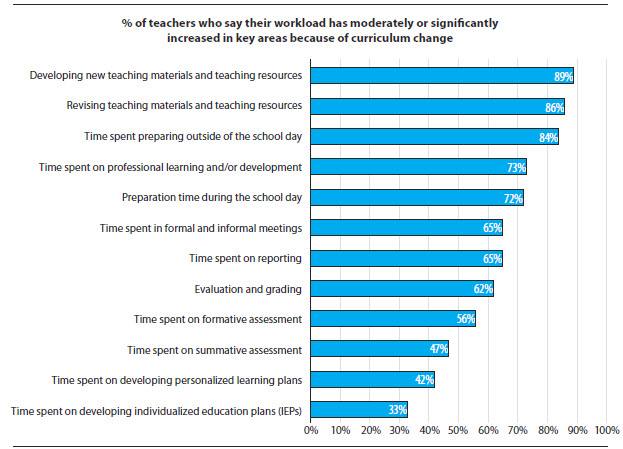 % of teachers who say their workload has moderately or significantly
increased in key areas because of curriculum change
Developing new teaching materials and teaching resources 89%
Revising teaching materials and teaching resources 86%
Time spent preparing outside of the school day 84%
Time spent on professional learning and/or development 73%
Preparation time during the school day 72%
Time spent in formal and informal meetings 65%
Time spent on reporting 65%
Evaluation and grading 62%
Time spent on formative assessment 56%
Time spent on summative assessment 47%
Time spent on developing personalized learning plans 42%
Time spent on developing individualized education plans (IEPs) 33%
0% 10% 20% 30% 40% 50% 60% 70% 80% 90% 100%